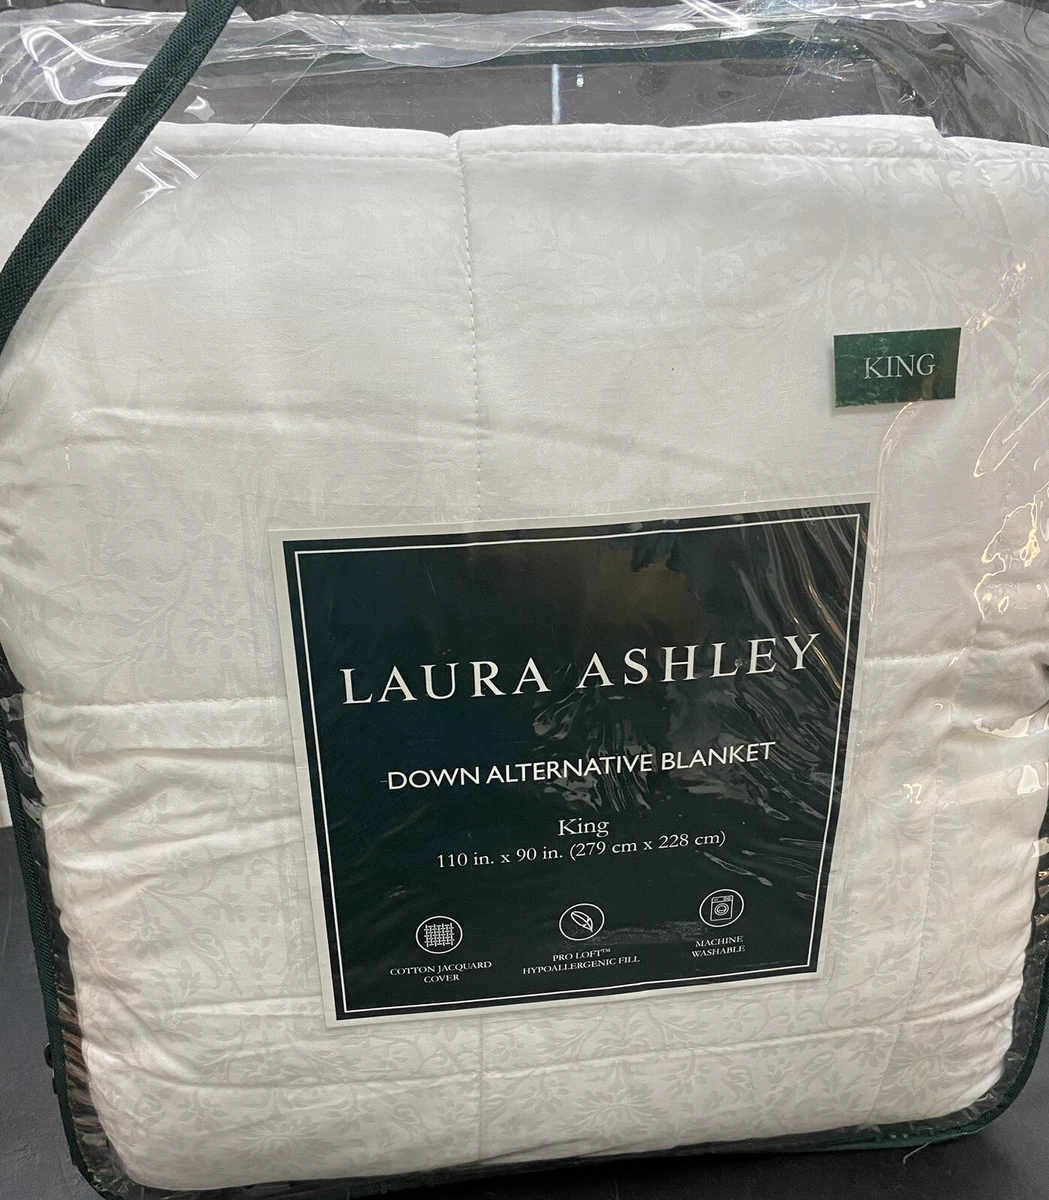 KING
LAURA ASHLEY
DOWN ALTERNATIVE BLANKET
King
110 in. x 90 in. (279 cm x 228 cm)
COTTON JACQUARD
COVER
PRO LOFT™
HYPOALLERGENIC FILL
MACHINE
WASHABLE